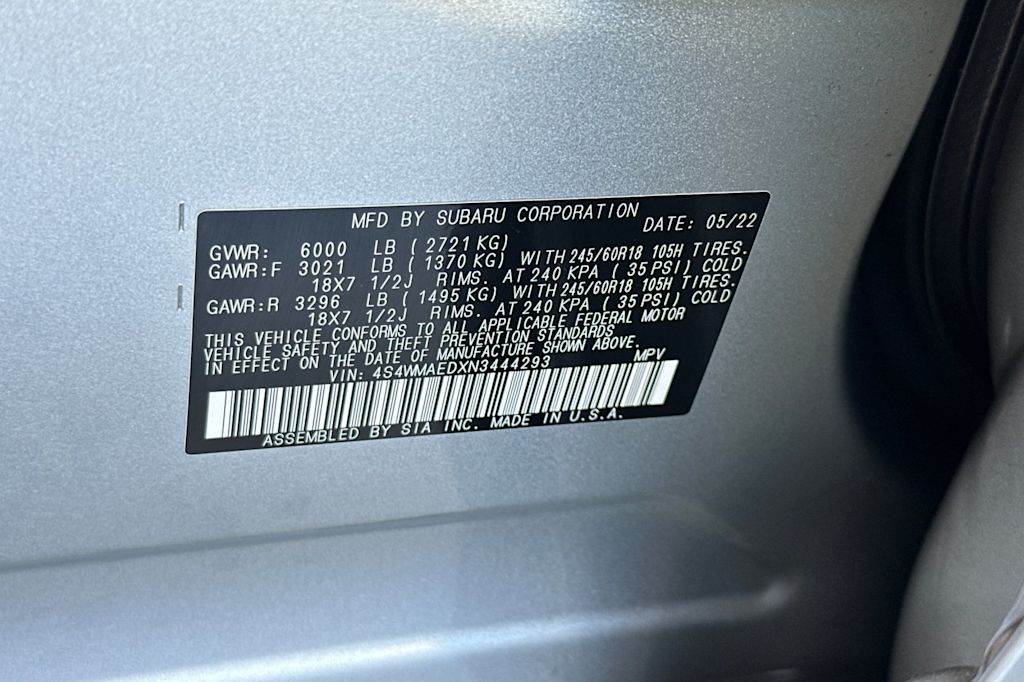 MFD BY SUBARU CORPORATION DATE: 05/22
GVWR: 6000 LB ( 2721 KG)
GAWR:F 3021 LB ( 1370 KG) WITH 245/60R18 105H TIRES.
18X7 1/2J RIMS. AT 240 KPA ( 35 PSI) COLD
GAWR:R 3296 LB ( 1495 KG) WITH 245/60R18 105H TIRES.
18X7 1/2J RIMS. AT 240 KPA ( 35 PSI) COLD
THIS VEHICLE CONFORMS TO ALL APPLICABLE FEDERAL MOTOR
VEHICLE SAFETY AND THEFT PREVENTION STANDARDS
IN EFFECT ON THE DATE OF MANUFACTURE SHOWN ABOVE.
VIN: 4S4WMAEDXN3444293 MPV
ASSEMBLED BY SIA INC. MADE IN U.S.A.